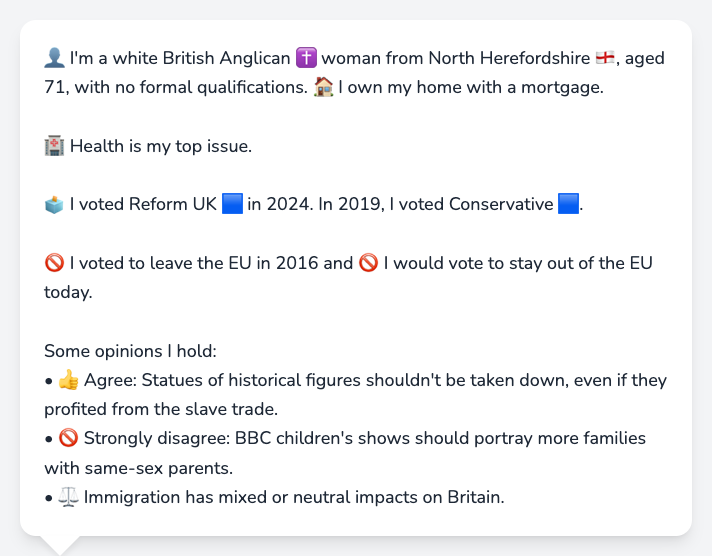 👤 I'm a white British Anglican ✝️ woman from North Herefordshire 🏴󠁧󠁢󠁥󠁮󠁧󠁿, aged
71, with no formal qualifications. 🏠 I own my home with a mortgage.
🏥 Health is my top issue.
🗳️ I voted Reform UK 🟦 in 2024. In 2019, I voted Conservative 🟦.
🚫 I voted to leave the EU in 2016 and 🚫 I would vote to stay out of the EU
today.
Some opinions I hold:
• 👍 Agree: Statues of historical figures shouldn't be taken down, even if they
profited from the slave trade.
• 🚫 Strongly disagree: BBC children's shows should portray more families
with same-sex parents.
• ⚖️ Immigration has mixed or neutral impacts on Britain.